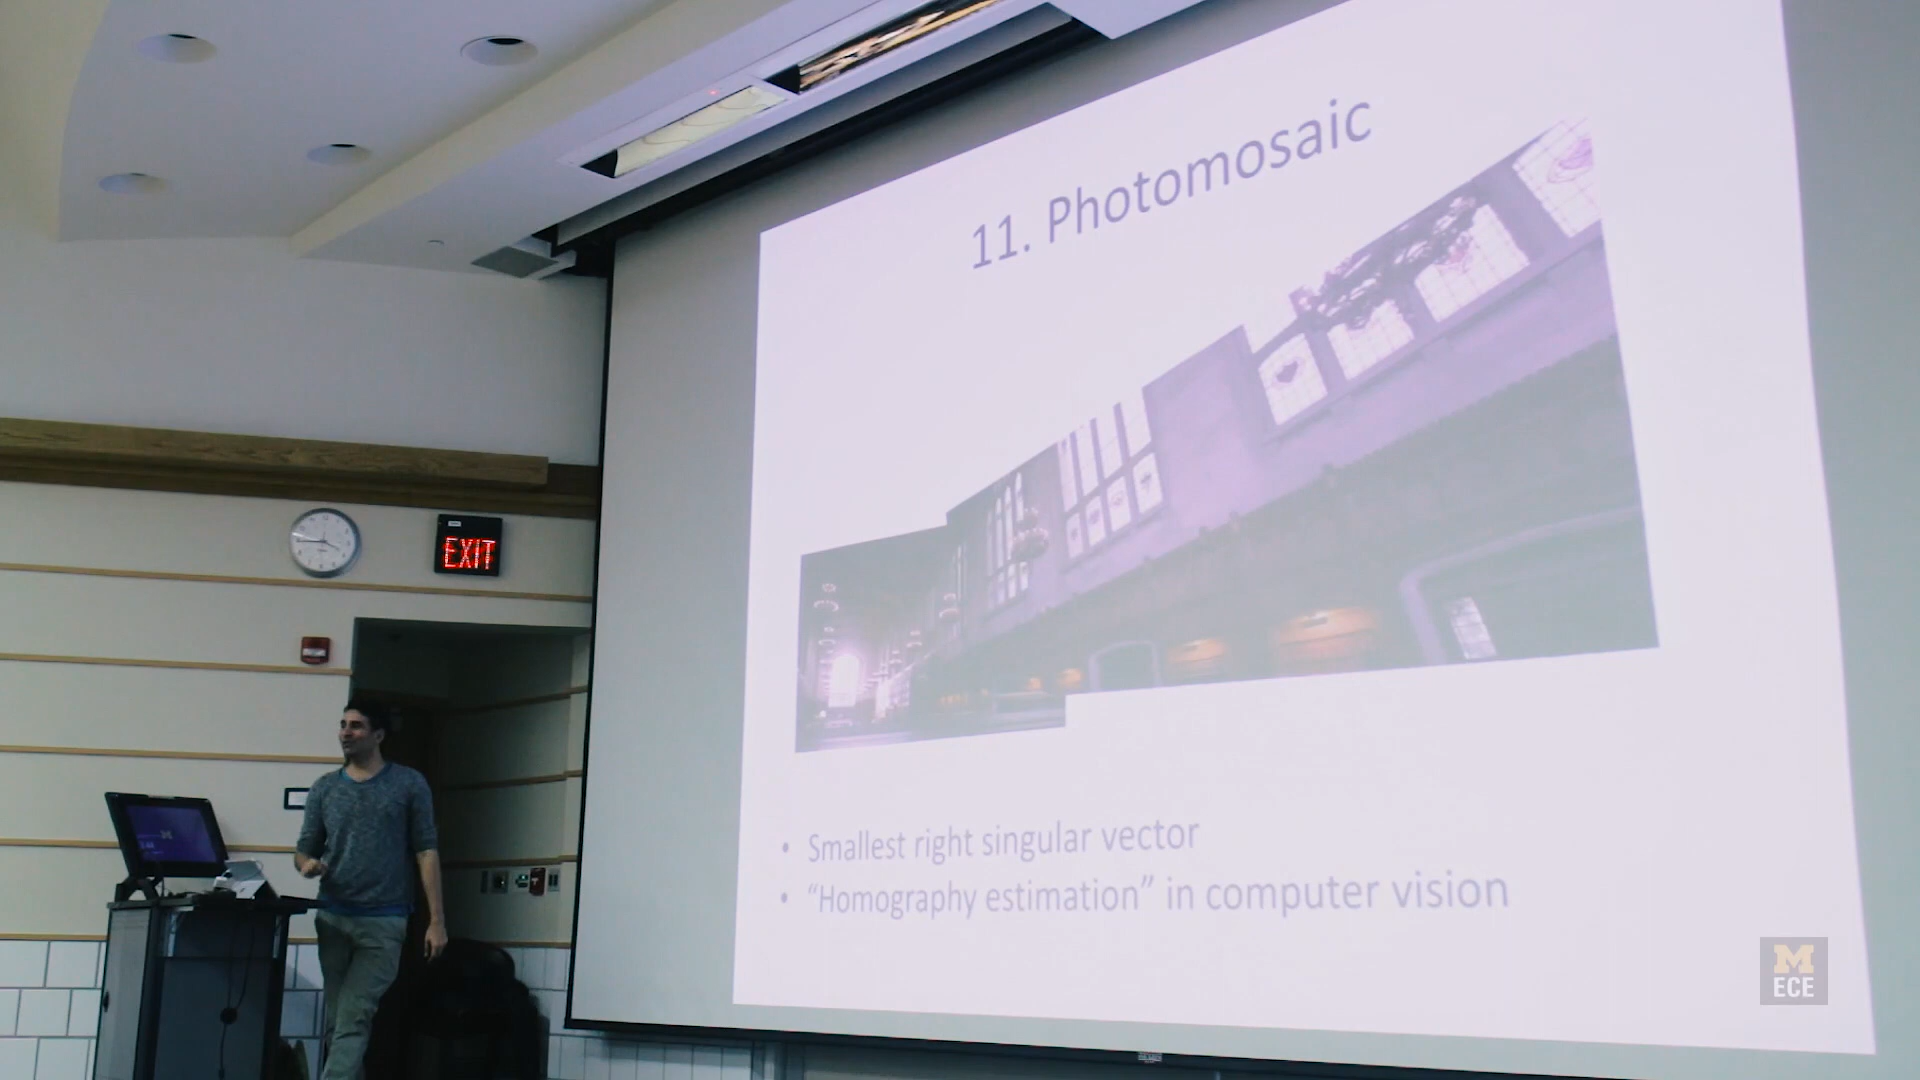 11. Photomosaic
EXIT
• Smallest right singular vector
• “Homography estimation” in computer vision
M
ECE